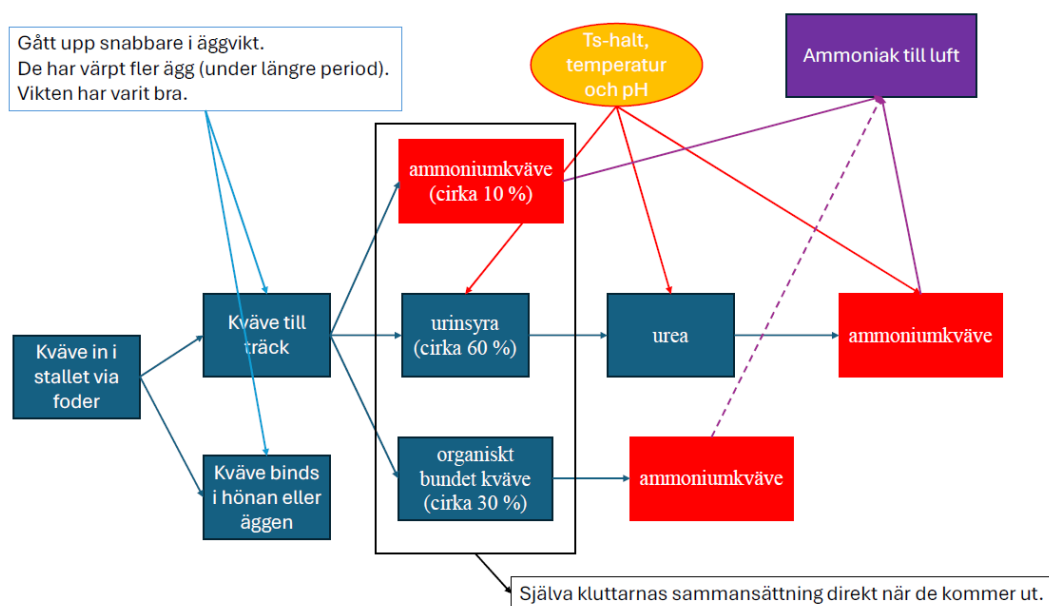 Gått upp snabbare i äggvikt.
De har värpt fler ägg (under längre period).
Vikten har varit bra.
Ts-halt,
temperatur
och pH
Ammoniak till luft
ammoniumkväve
(cirka 10 %)
Kväve in i
stallet via
foder
Kväve till
träck
urinsyra
(cirka 60 %)
urea
ammoniumkväve
Kväve binds
i hönan eller
äggen
organiskt
bundet kväve
(cirka 30 %)
ammoniumkväve
Själva kluttarnas sammansättning direkt när de kommer ut.